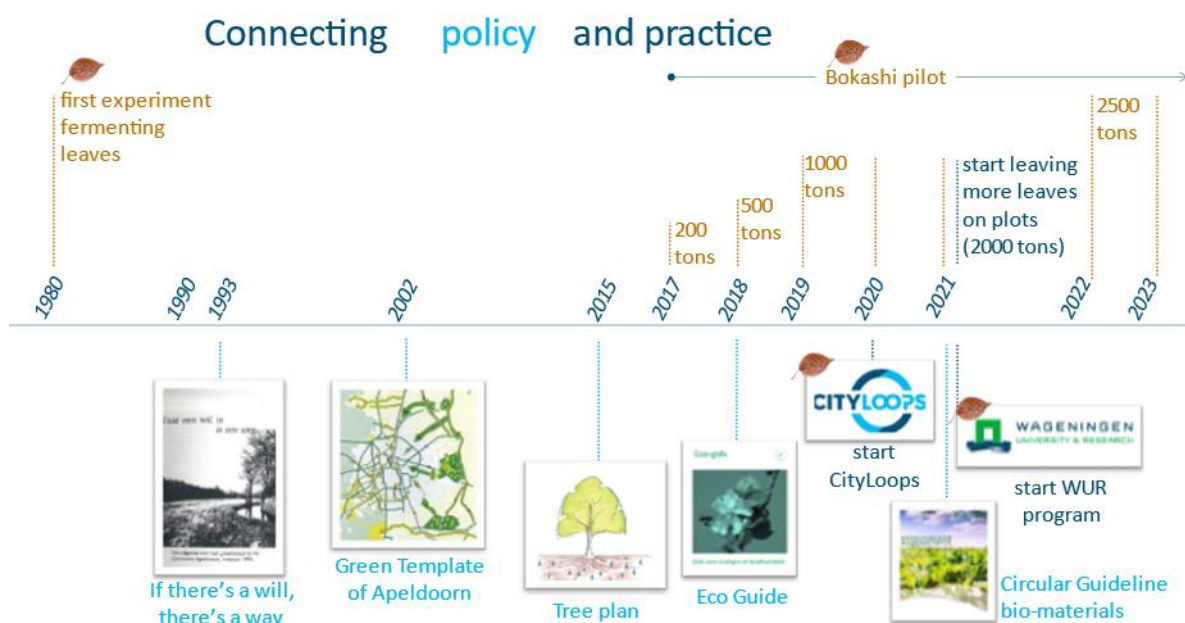 Connecting policy and practice
Bokashi pilot
first experiment
fermenting
leaves
200
tons
500
tons
1000
tons
start leaving
more leaves
on plots
(2000 tons)
2500
tons
1980
1990
1993
2002
2015
2017
2018
2019
2020
2021
2022
2023
If there's a will,
there's a way
Green Template
of Apeldoorn
Tree plan
Eco-gids
Eco Guide
CITYLOOPS
start
CityLoops
WAGENINGEN
UNIVERSITY & RESEARCH
start WUR
program
Circular Guideline
bio-materials